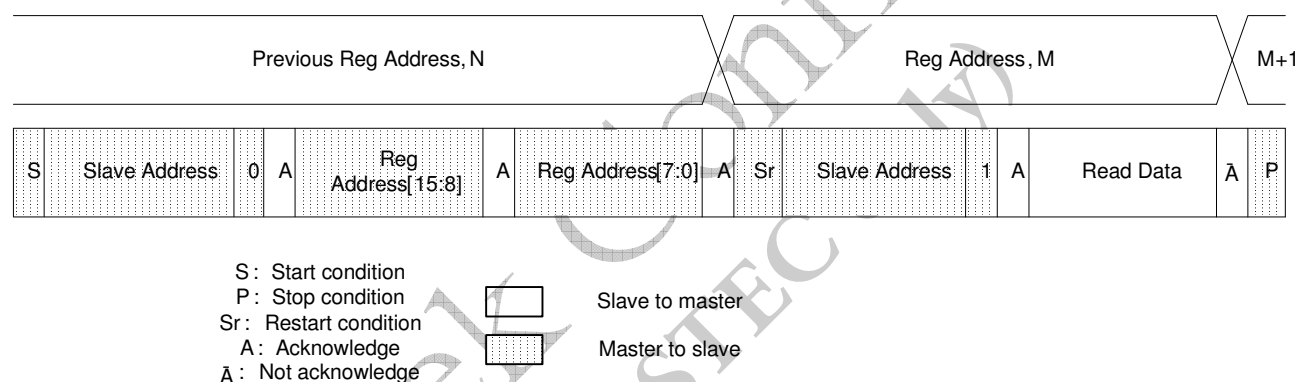 Previous Reg Address, N Reg Address, M M+1
S Slave Address 0 A Reg Address[15:8] A Reg Address[7:0] A Sr Slave Address 1 A Read Data Ā P
S: Start condition
P: Stop condition
Sr: Restart condition
A: Acknowledge
Ā: Not acknowledge
Slave to master
Master to slave